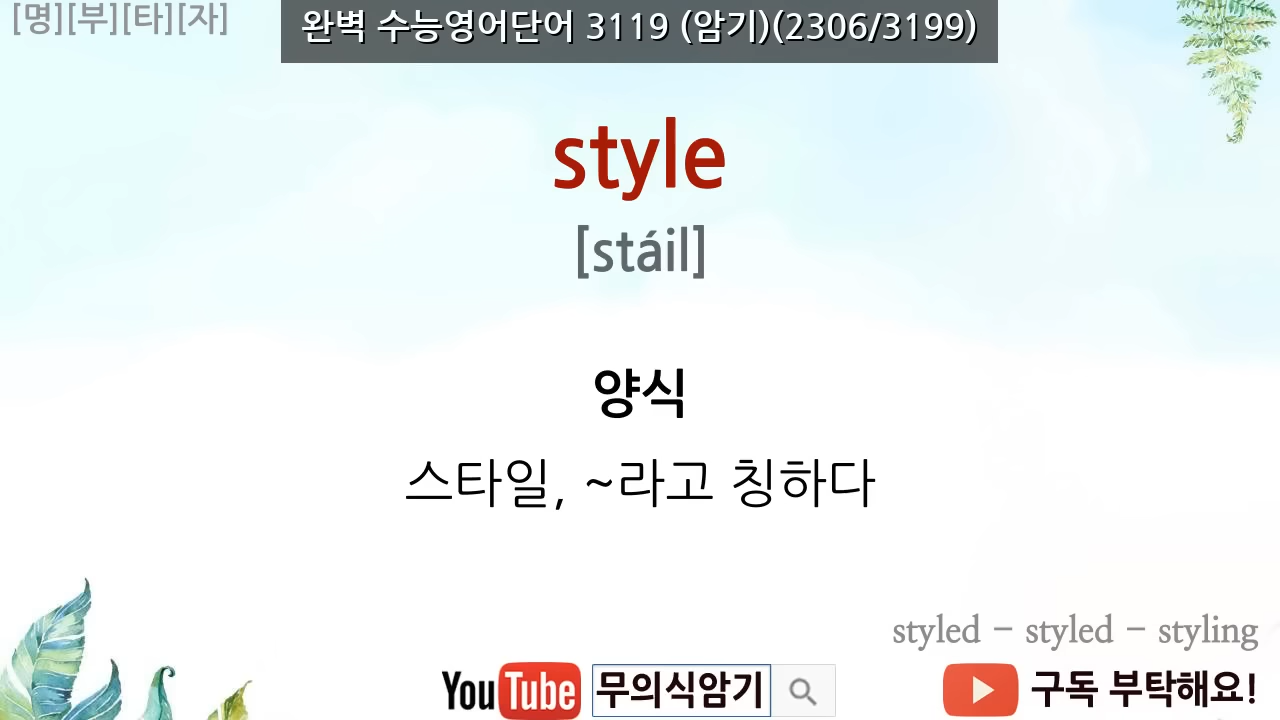 [명][부][타][자]
완벽 수능영어단어 3119 (암기)(2306/3199)
style
[stáil]
양식
스타일, ~라고 칭하다
styled - styled - styling
YouTube 무의식암기
구독 부탁해요!